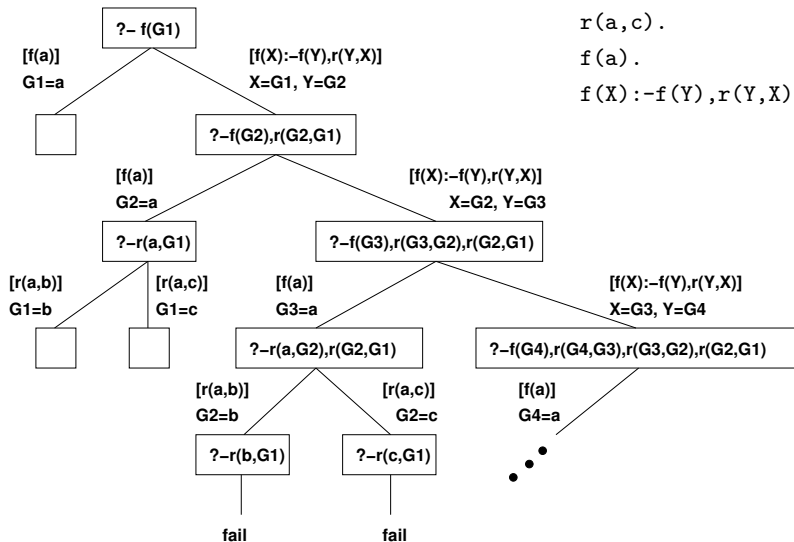 r(a,c).
f(a).
f(X):-f(Y),r(Y,X)
?– f(G1)
[f(a)]
G1=a
[f(X):–f(Y),r(Y,X)]
X=G1, Y=G2
?–f(G2),r(G2,G1)
[f(a)]
G2=a
[f(X):–f(Y),r(Y,X)]
X=G2, Y=G3
?–r(a,G1)
?–f(G3),r(G3,G2),r(G2,G1)
[r(a,b)]
G1=b
[r(a,c)]
G1=c
[f(a)]
G3=a
[f(X):–f(Y),r(Y,X)]
X=G3, Y=G4
?–r(a,G2),r(G2,G1)
?–f(G4),r(G4,G3),r(G3,G2),r(G2,G1)
[r(a,b)]
G2=b
[r(a,c)]
G2=c
[f(a)]
G4=a
?–r(b,G1)
?–r(c,G1)
fail
fail